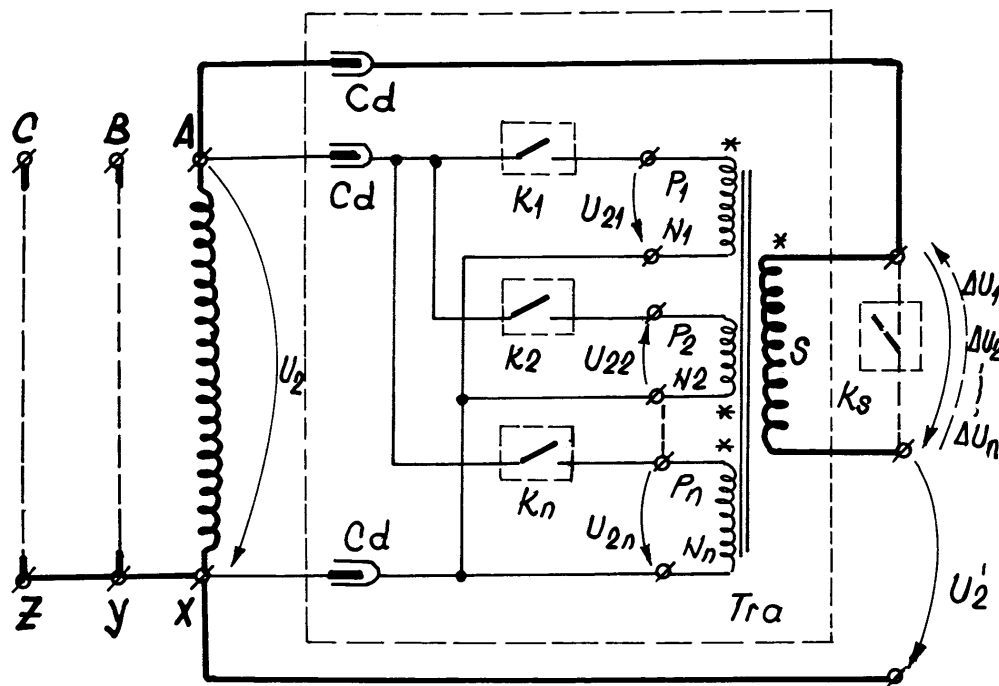 Cd
C B A
Cd
K1
*
P1
U21
N1
*
ΔU1
K2
P2
U22
N2
S
ΔU2
Ks
U2
*
*
ΔUn
Kn
Pn
U2n
Nn
Cd
U2'
Z y X
Tra